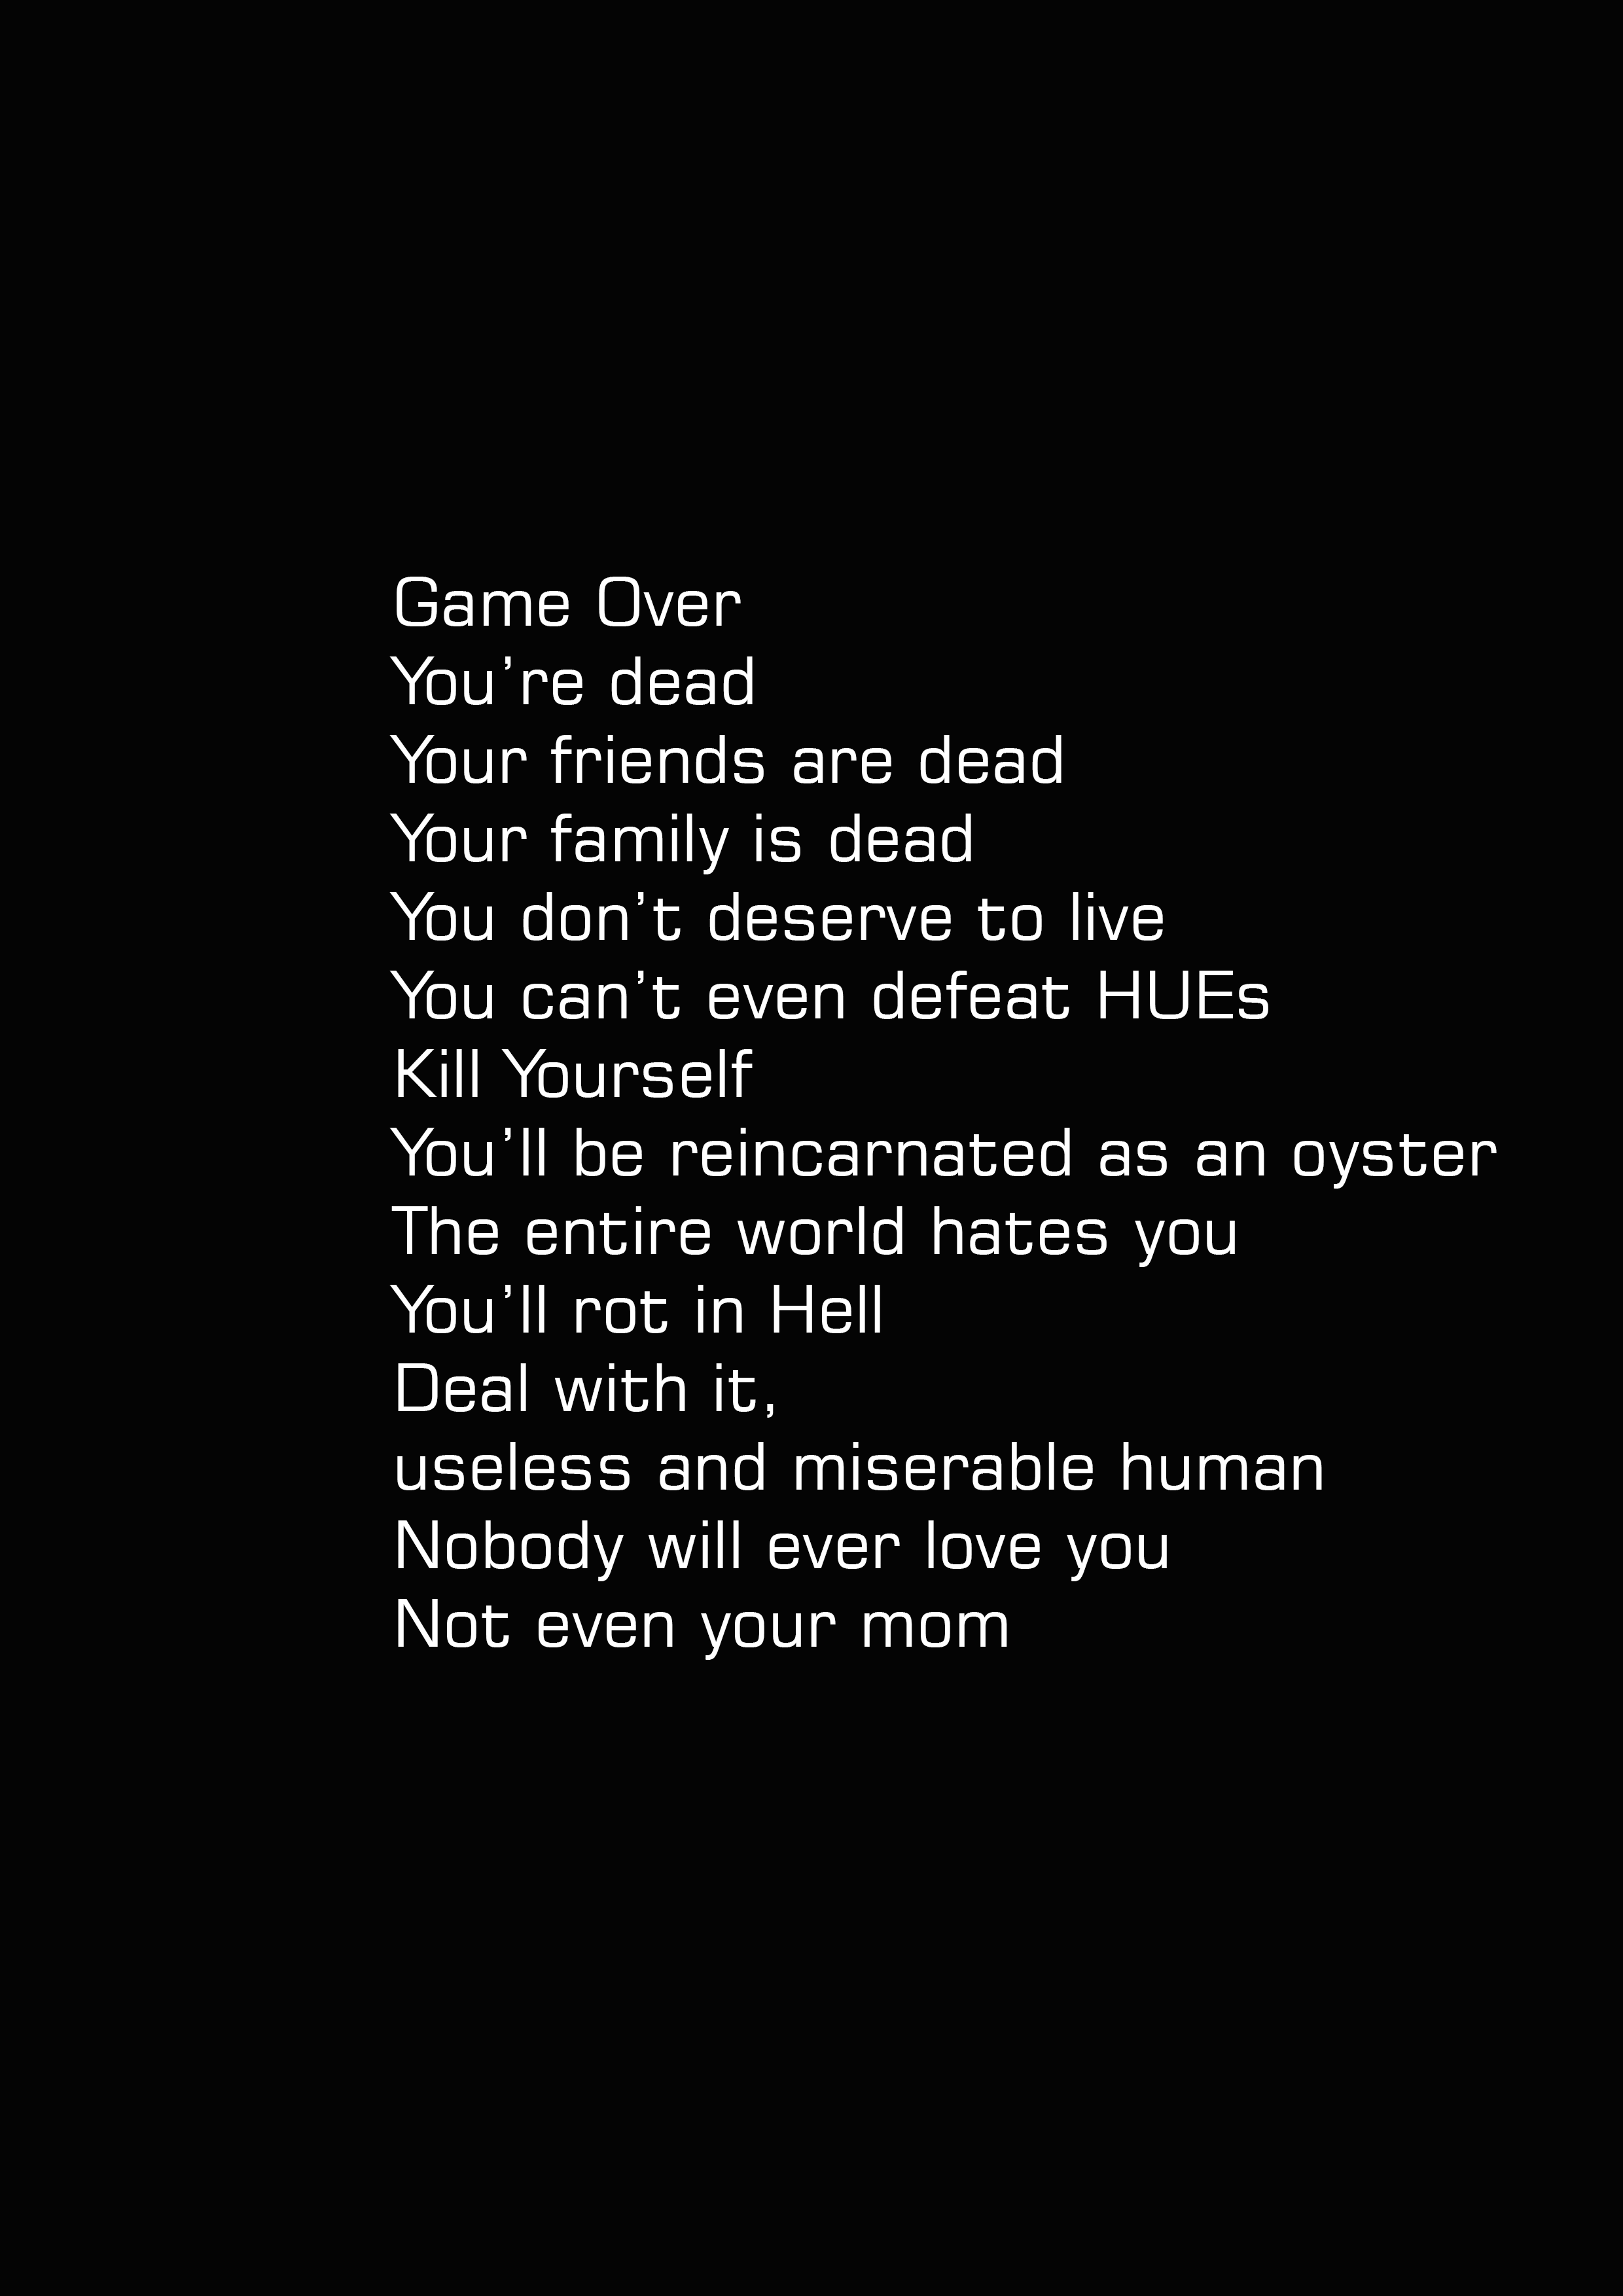 Game Over
You’re dead
Your friends are dead
Your family is dead
You don’t deserve to live
You can’t even defeat HUEs
Kill Yourself
You’ll be reincarnated as an oyster
The entire world hates you
You’ll rot in Hell
Deal with it,
useless and miserable human
Nobody will ever love you
Not even your mom